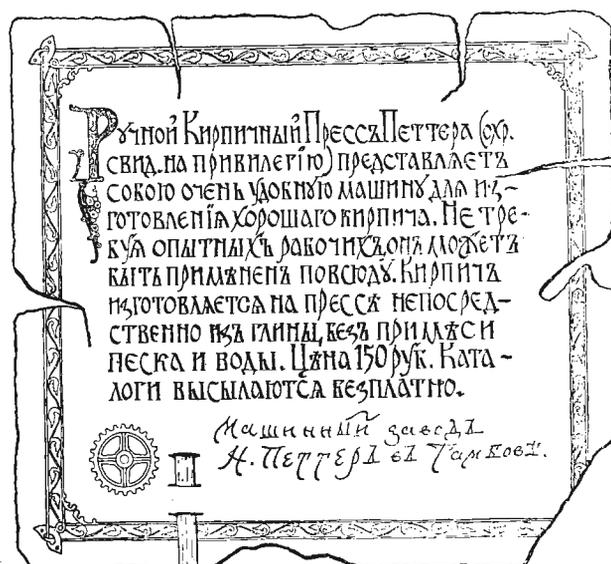 Ручной Кирпичный Прессъ Петтера (охр.
свид. на привилегію) представляетъ
собою очень удобную машину для из-
готовленія хорошаго кирпича. Не тре-
буя опытныхъ рабочихъ, онъ можетъ
быть примѣненъ повсюду. Кирпичъ
изготовляется на прессѣ непосред-
ственно изъ глины, безъ примѣси
песка и воды. Цѣна 150 руб. Ката-
логи высылаются безплатно.
Машинный заводъ
Н. Петтеръ въ Тамбовѣ.